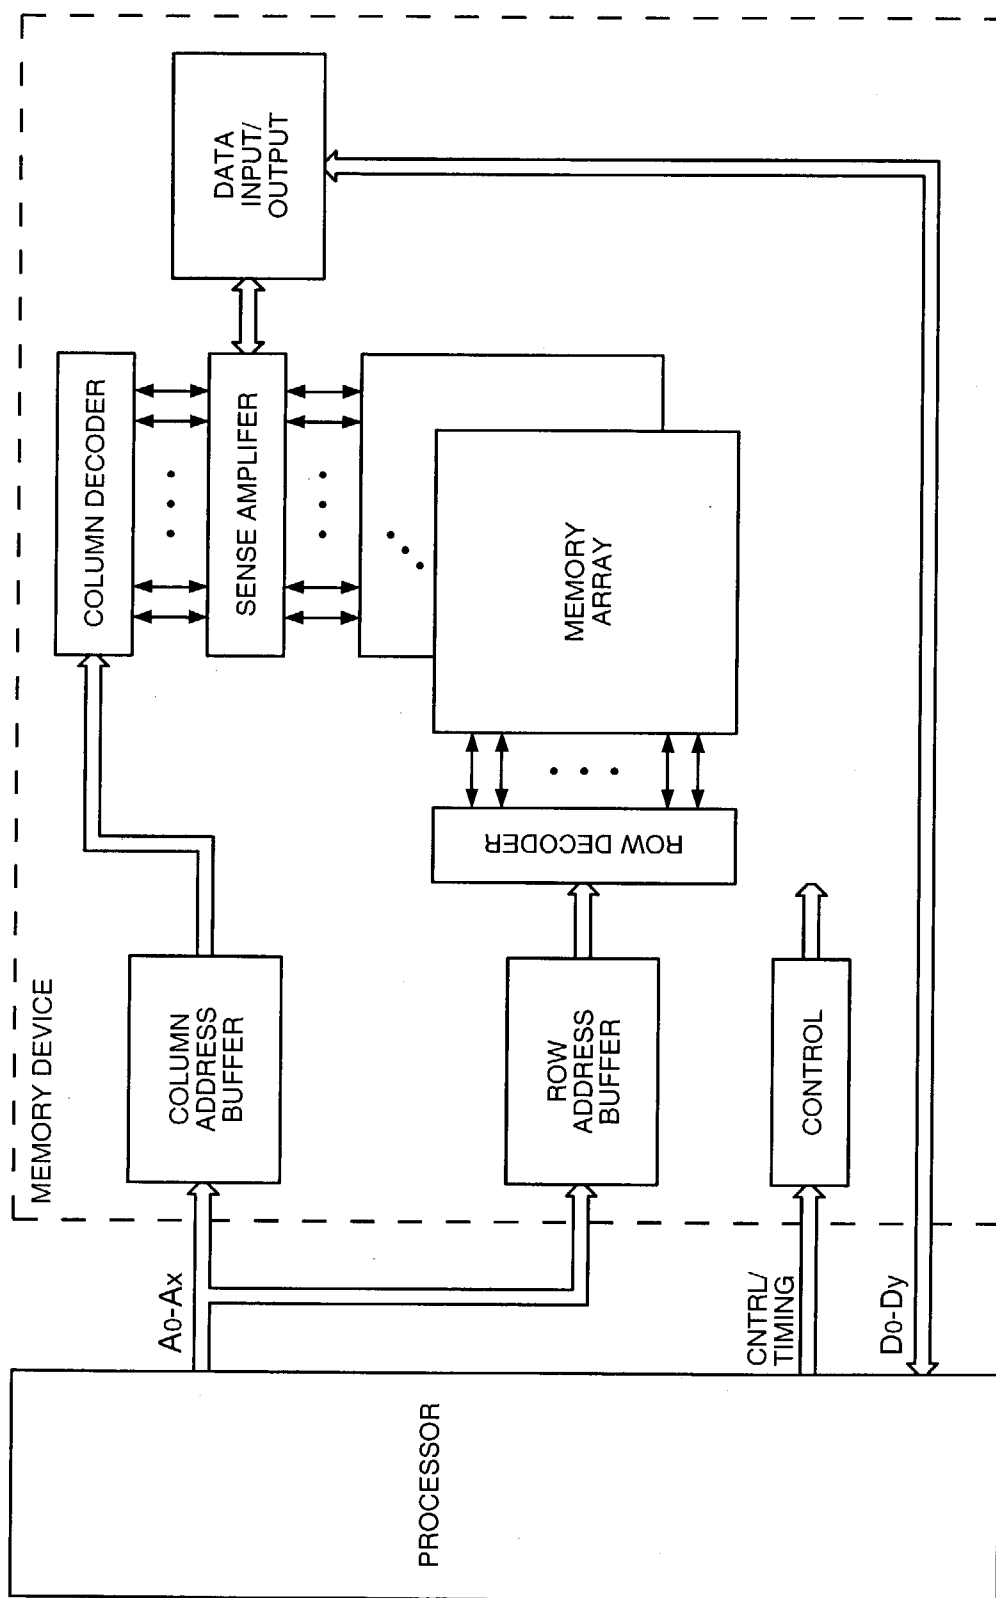 MEMORY DEVICE
PROCESSOR
A0-Ax
COLUMN
ADDRESS
BUFFER
COLUMN DECODER
SENSE AMPLIFER
DATA
INPUT/
OUTPUT
ROW
ADDRESS
BUFFER
ROW DECODER
MEMORY
ARRAY
CNTRL/
TIMING
CONTROL
D0-Dy